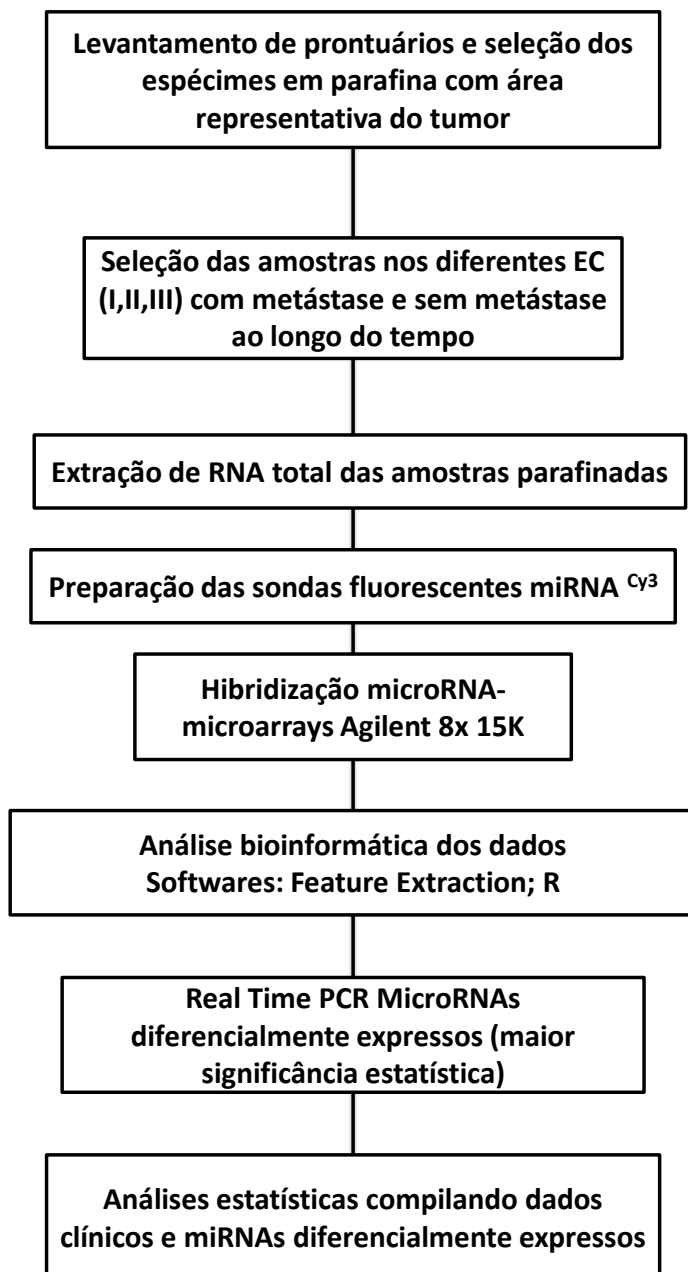 Levantamento de prontuários e seleção dos
espécimes em parafina com área
representativa do tumor
Seleção das amostras nos diferentes EC
(I,II,III) com metástase e sem metástase
ao longo do tempo
Extração de RNA total das amostras parafinadas
Preparação das sondas fluorescentes miRNA Cy3
Hibridização microRNA-
microarrays Agilent 8x 15K
Análise bioinformática dos dados
Softwares: Feature Extraction; R
Real Time PCR MicroRNAs
diferencialmente expressos (maior
significância estatística)
Análises estatísticas compilando dados
clínicos e miRNAs diferencialmente expressos